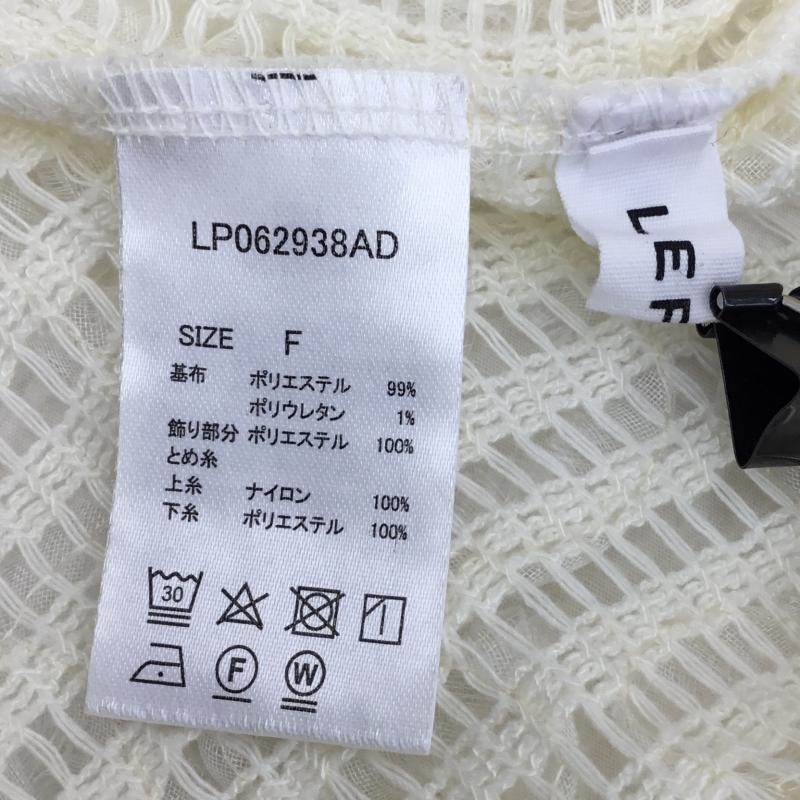 LP062938AD
SIZE F
基布 ポリエステル 99%
ポリウレタン 1%
飾り部分 ポリエステル 100%
とめ糸
上糸 ナイロン 100%
下糸 ポリエステル 100%
30
F W
LE